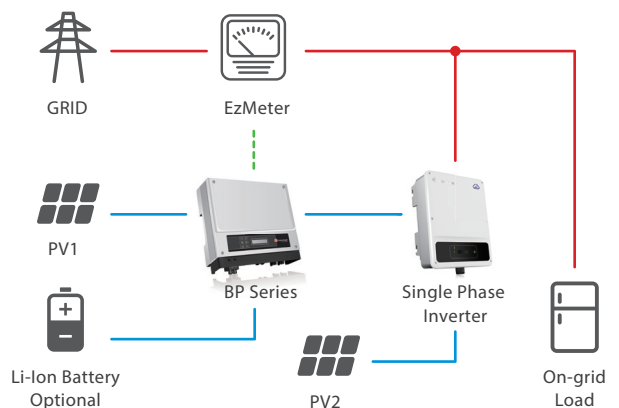 GRID
EzMeter
PV1
BP Series
Single Phase
Inverter
Li-Ion Battery
Optional
PV2
On-grid
Load